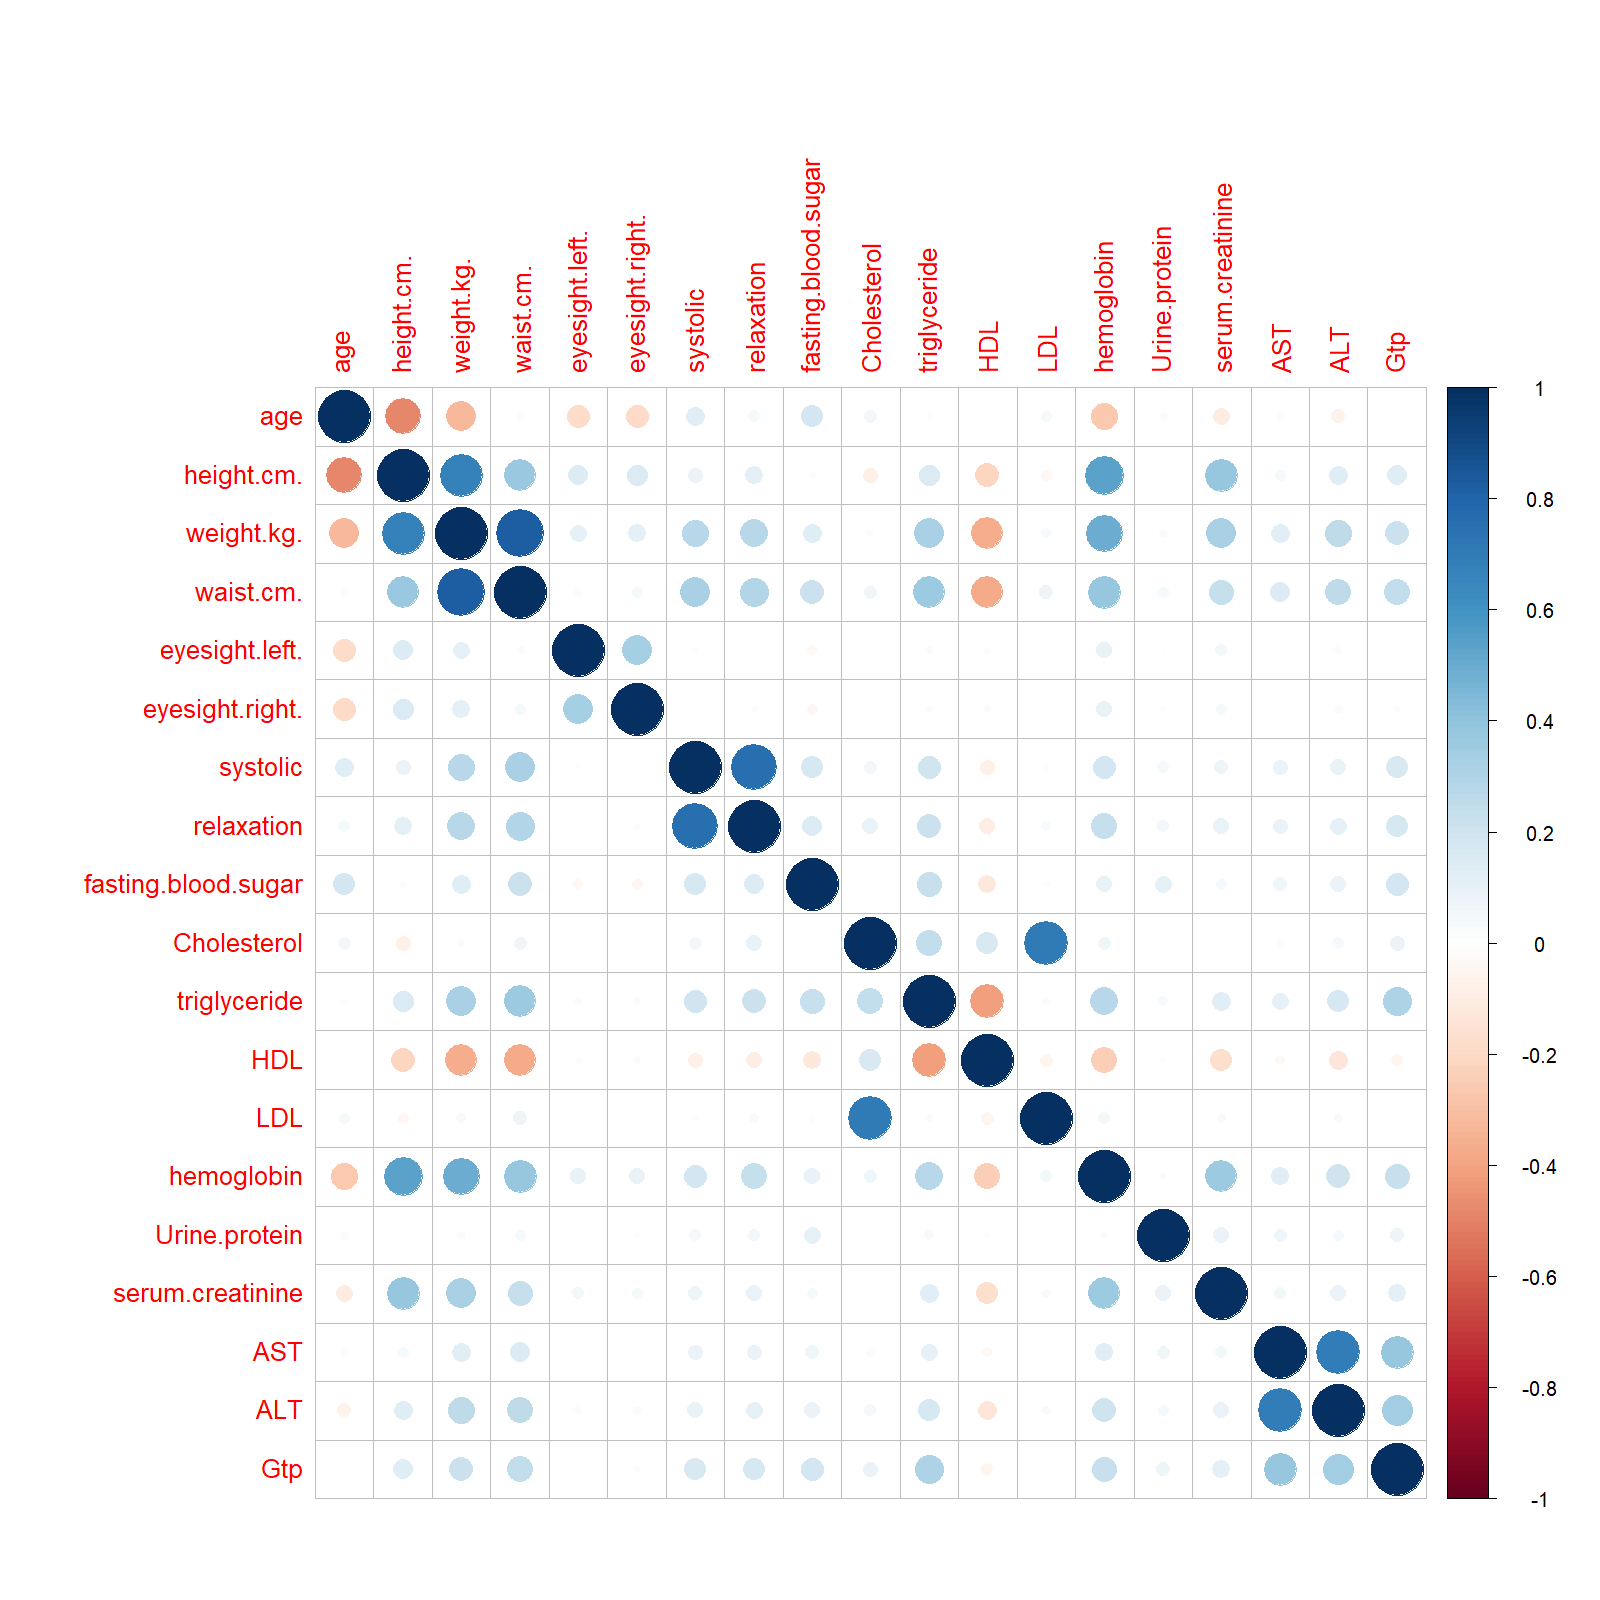 age
height.cm.
weight.kg.
waist.cm.
eyesight.left.
eyesight.right.
systolic
relaxation
fasting.blood.sugar
Cholesterol
triglyceride
HDL
LDL
hemoglobin
Urine.protein
serum.creatinine
AST
ALT
Gtp
age
height.cm.
weight.kg.
waist.cm.
eyesight.left.
eyesight.right.
systolic
relaxation
fasting.blood.sugar
Cholesterol
triglyceride
HDL
LDL
hemoglobin
Urine.protein
serum.creatinine
AST
ALT
Gtp
1
0.8
0.6
0.4
0.2
0
-0.2
-0.4
-0.6
-0.8
-1